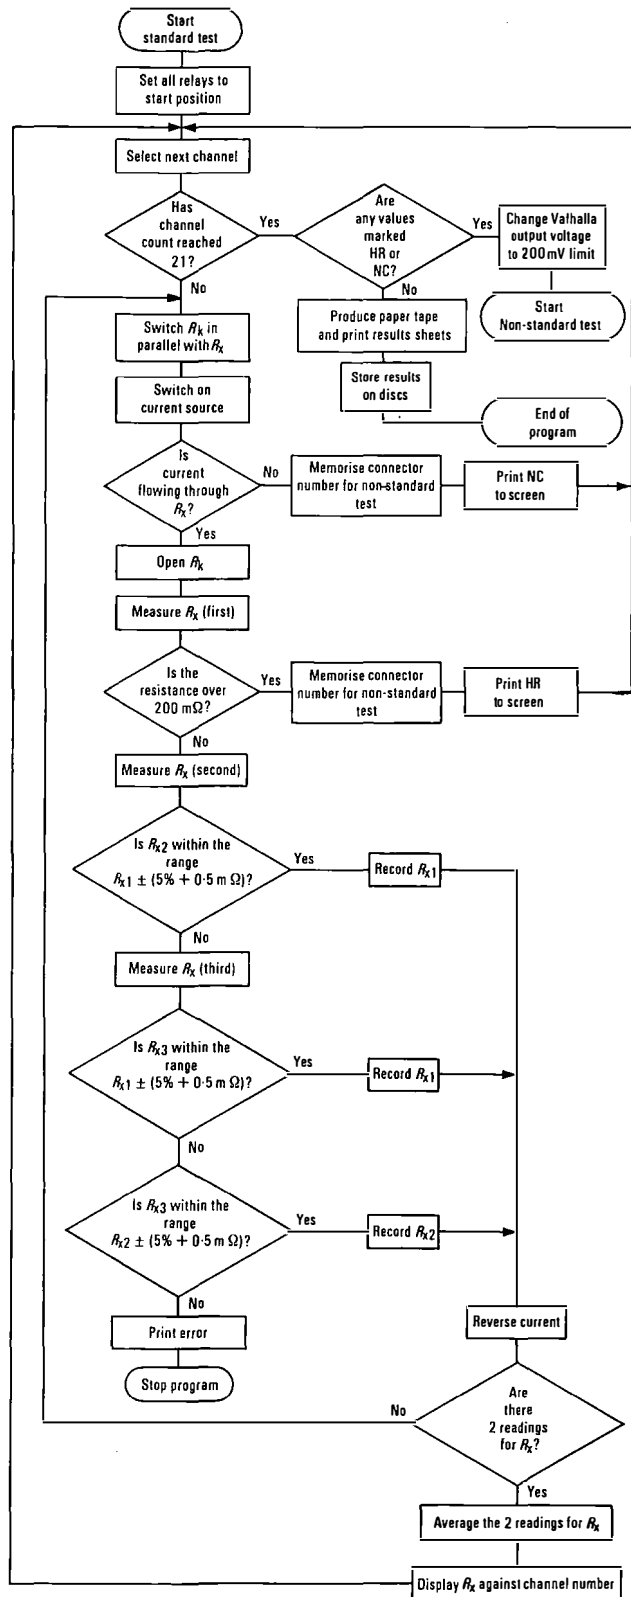 Start
standard test
Set all relays to
start position
Select next channel
Has
channel
count reached
21?
Yes
No
Are
any values
marked
HR or
NC?
Yes
No
Change Valhalla
output voltage
to 200 mV limit
Start
Non-standard test
Produce paper tape
and print results sheets
Store results
on discs
End of
program
Switch Rk in
parallel with Rx
Switch on
current source
Is
current
flowing through
Rx?
No
Yes
Memorise connector
number for non-standard
test
Print NC
to screen
Open Rk
Measure Rx (first)
Is the
resistance over
200 mΩ?
Yes
No
Memorise connector
number for non-standard
test
Print HR
to screen
Measure Rx (second)
Is Rx2 within the
range
Rx1 ± (5% + 0·5 m Ω)?
Yes
No
Record Rx1
Measure Rx (third)
Is Rx3 within the
range
Rx1 ± (5% + 0·5 m Ω)?
Yes
No
Record Rx1
Is Rx3 within the
range
Rx2 ± (5% + 0·5 m Ω)?
Yes
No
Record Rx2
Print error
Stop program
Reverse current
Are
there
2 readings
for Rx?
No
Yes
Average the 2 readings for Rx
Display Rx against channel number